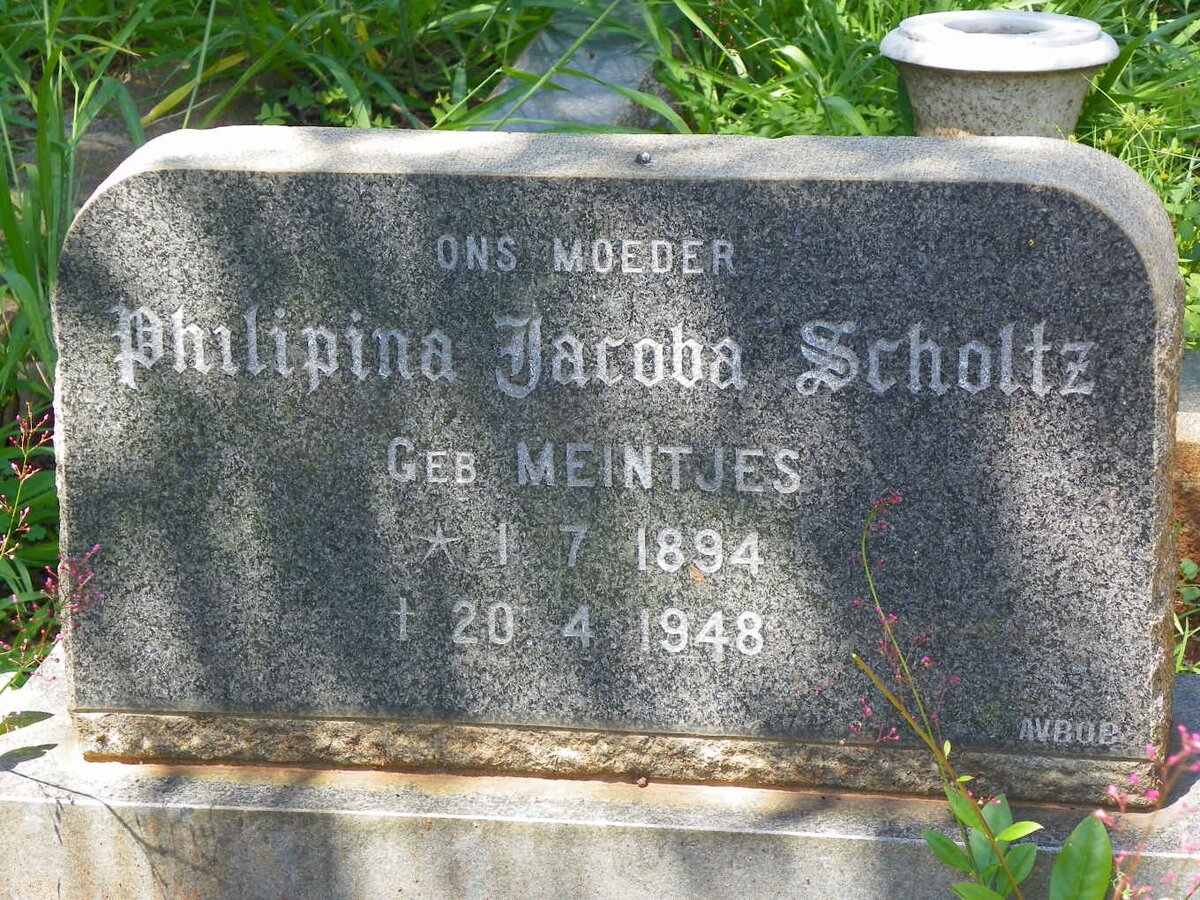 ONS MOEDER
Philipina Jacoba Scholtz
GEB MEINTJES
* 1 7 1894
† 20 4 1948
AVBOB